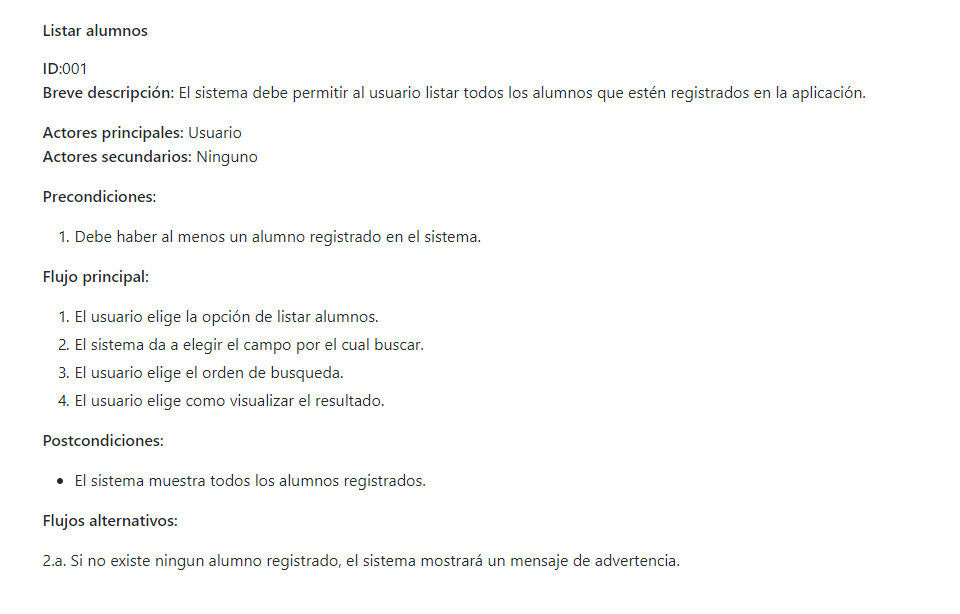 Listar alumnos
ID:001
Breve descripción: El sistema debe permitir al usuario listar todos los alumnos que estén registrados en la aplicación.
Actores principales: Usuario
Actores secundarios: Ninguno
Precondiciones:
1. Debe haber al menos un alumno registrado en el sistema.
Flujo principal:
1. El usuario elige la opción de listar alumnos.
2. El sistema da a elegir el campo por el cual buscar.
3. El usuario elige el orden de busqueda.
4. El usuario elige como visualizar el resultado.
Postcondiciones:
• El sistema muestra todos los alumnos registrados.
Flujos alternativos:
2.a. Si no existe ningun alumno registrado, el sistema mostrará un mensaje de advertencia.